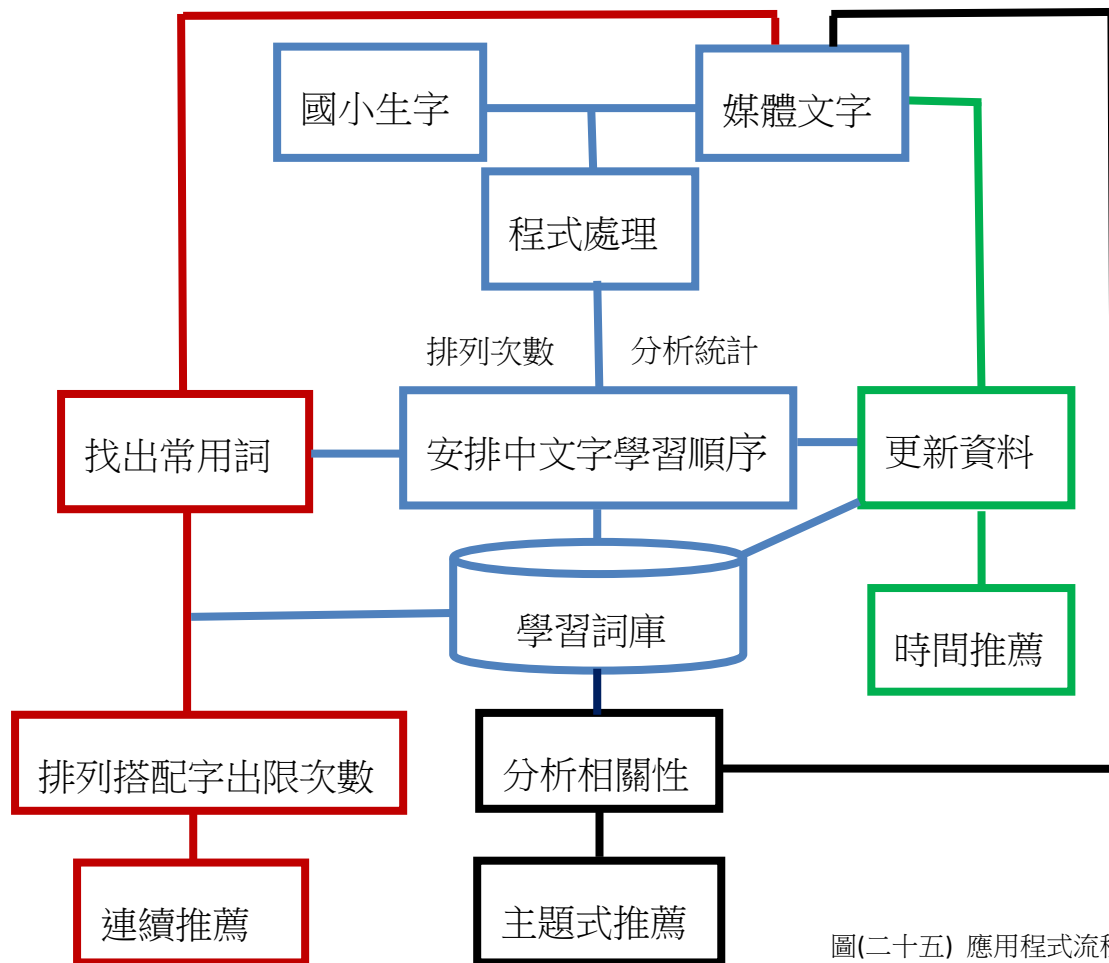 國小生字
媒體文字
程式處理
排列次數
分析統計
找出常用詞
安排中文字學習順序
更新資料
學習詞庫
時間推薦
排列搭配字出限次數
分析相關性
連續推薦
主題式推薦
圖(二十五) 應用程式流程